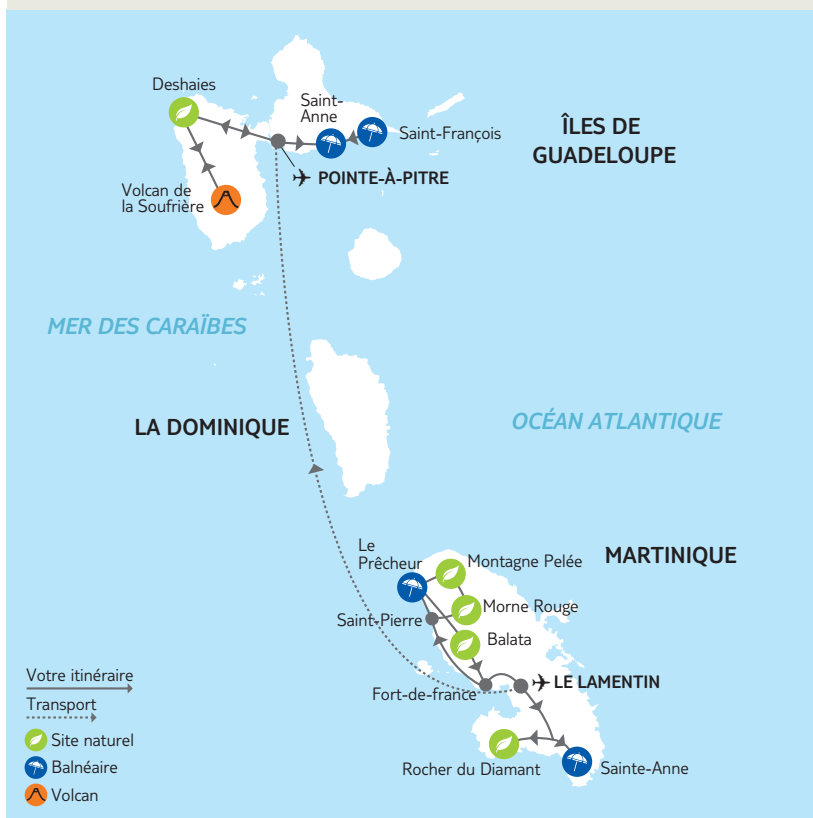 Deshaies
Saint-
Anne
Saint-François
ÎLES DE
GUADELOUPE
POINTE-À-PITRE
Volcan de
la Soufrière
MER DES CARAÏBES
LA DOMINIQUE
OCÉAN ATLANTIQUE
Le
Prêcheur
Montagne Pelée
MARTINIQUE
Morne Rouge
Saint-Pierre
Balata
Fort-de-france
LE LAMENTIN
Rocher du Diamant
Sainte-Anne
Votre itinéraire
Transport
Site naturel
Balnéaire
Volcan